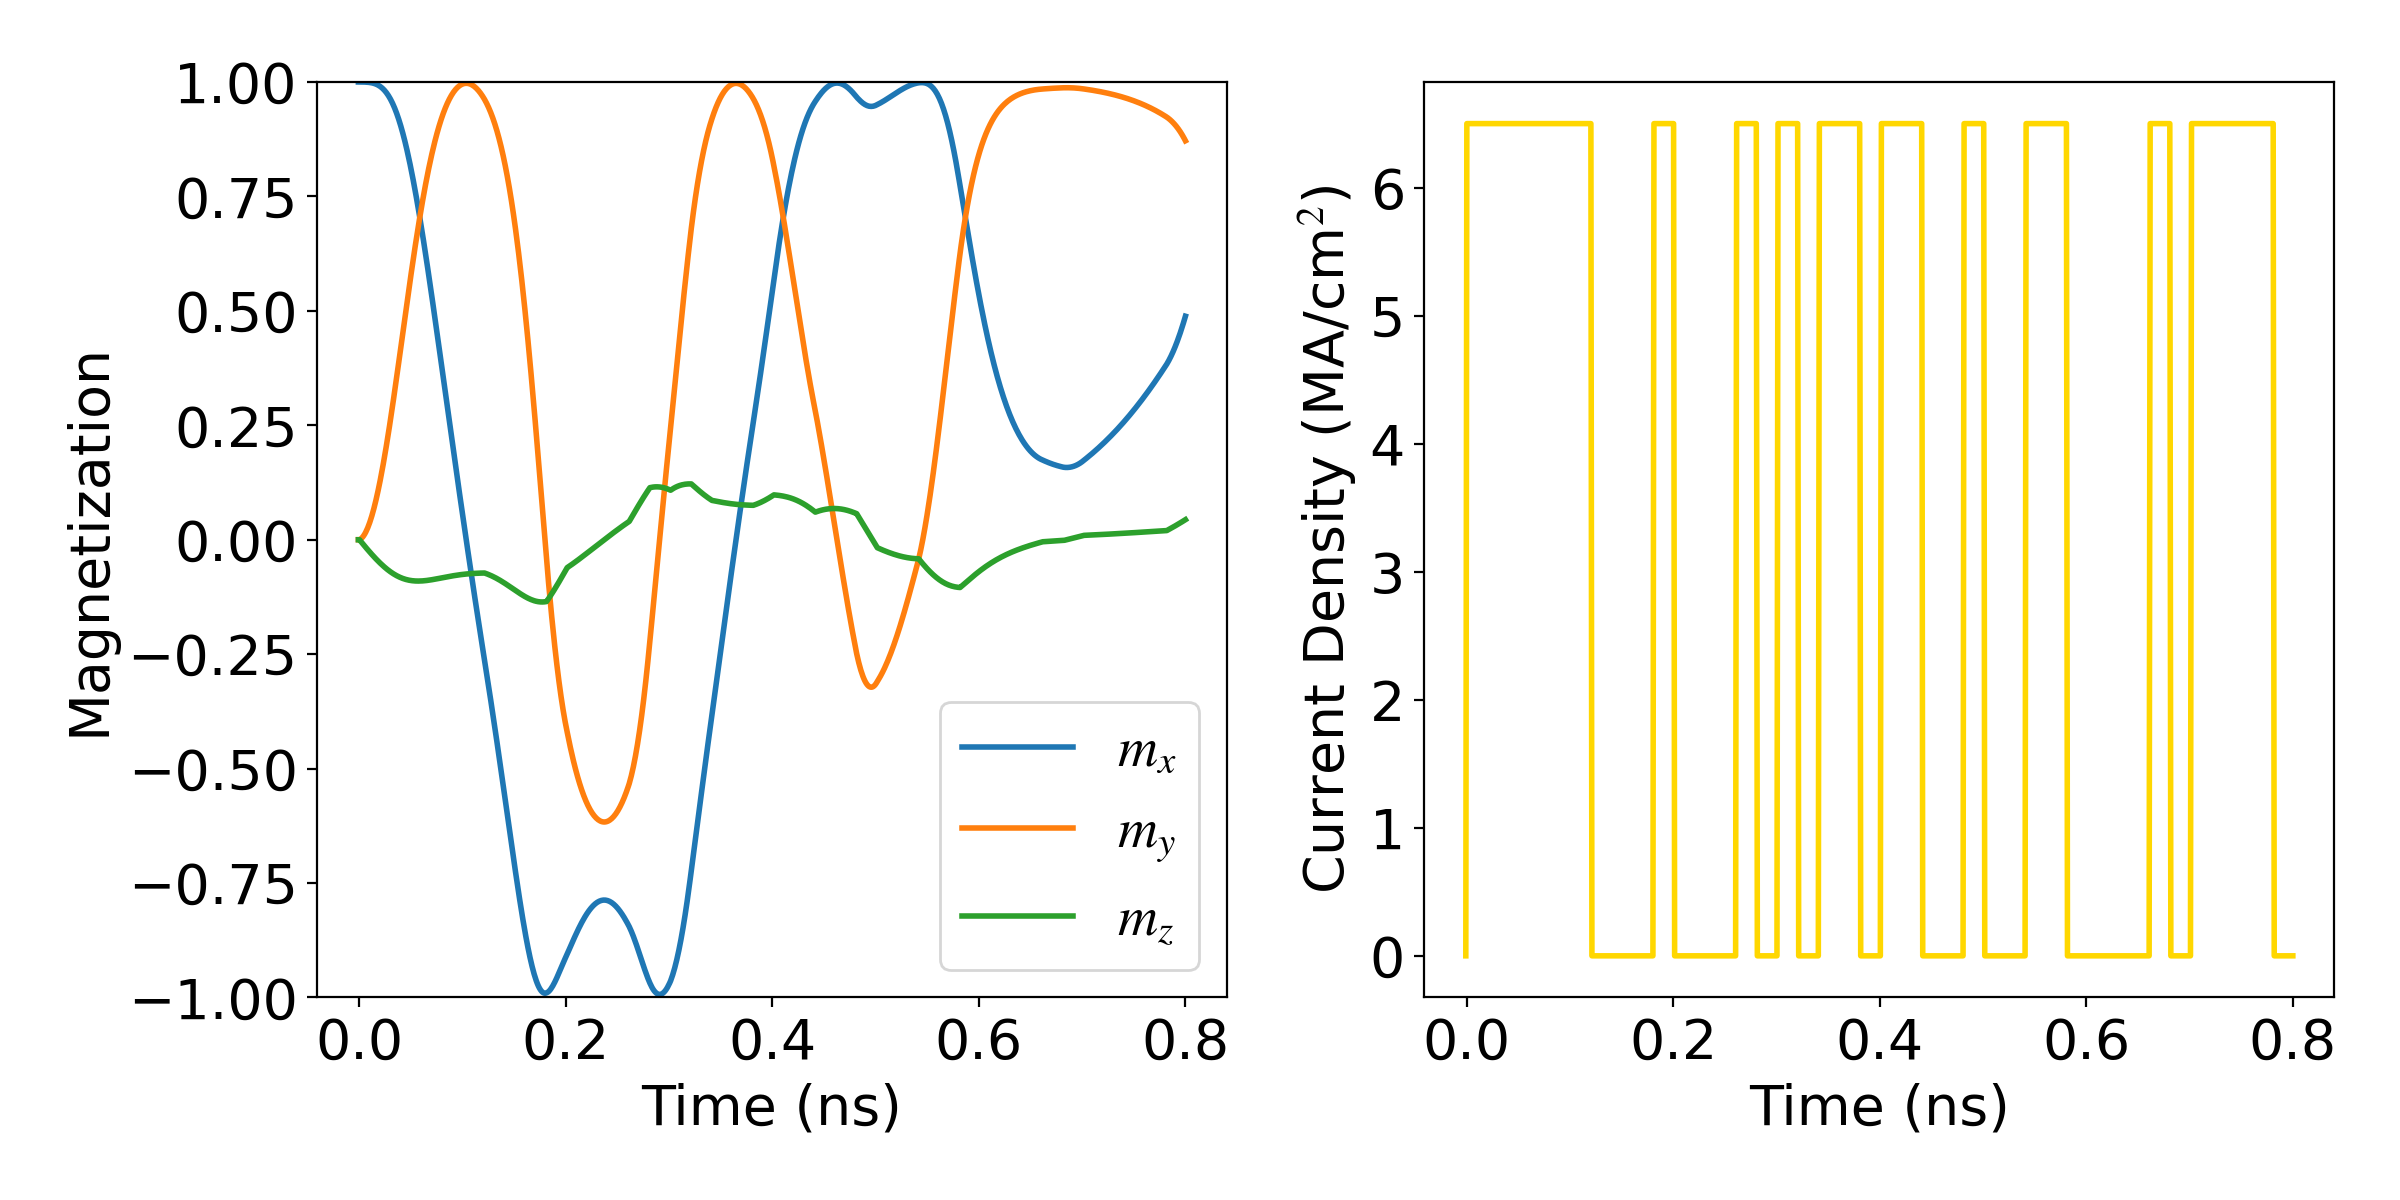 Magnetization
1.00
0.75
0.50
0.25
0.00
−0.25
−0.50
−0.75
−1.00
0.0 0.2 0.4 0.6 0.8
Time (ns)
m_x
m_y
m_z
Current Density (MA/cm²)
6
5
4
3
2
1
0
0.0 0.2 0.4 0.6 0.8
Time (ns)